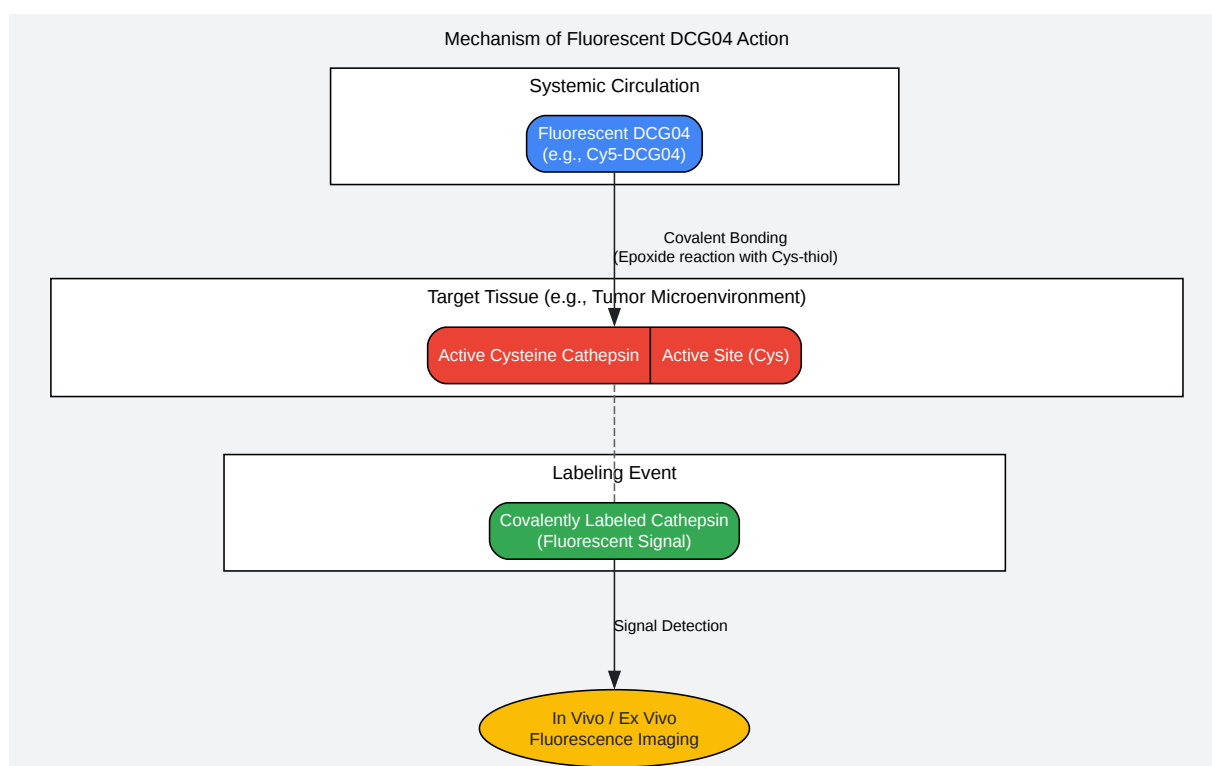 Mechanism of Fluorescent DCG04 Action
Systemic Circulation
Fluorescent DCG04
(e.g., Cy5-DCG04)
Covalent Bonding
(Epoxide reaction with Cys-thiol)
Target Tissue (e.g., Tumor Microenvironment)
Active Cysteine Cathepsin
Active Site (Cys)
Labeling Event
Covalently Labeled Cathepsin
(Fluorescent Signal)
Signal Detection
In Vivo / Ex Vivo
Fluorescence Imaging